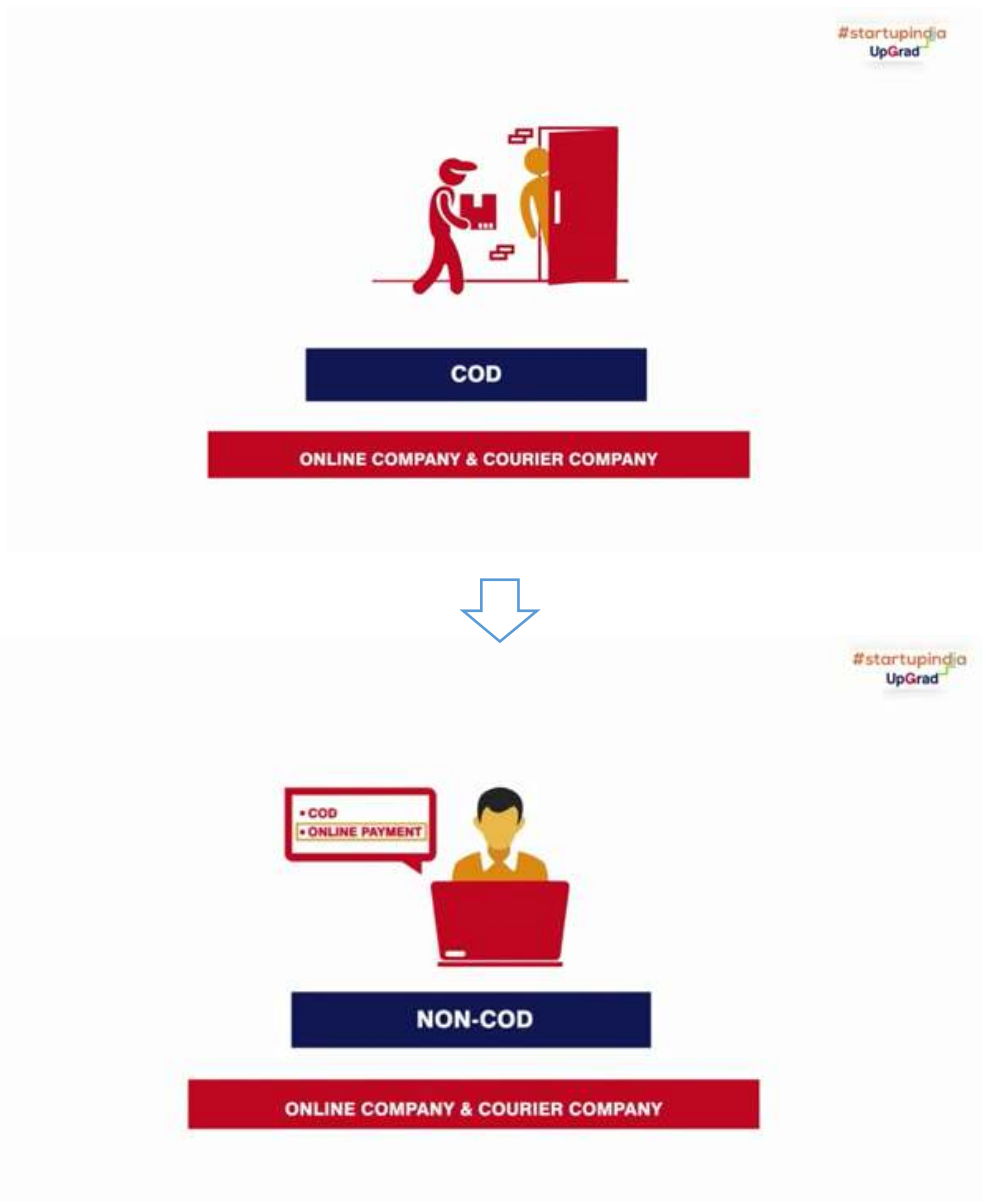 #startupindia
UpGrad
COD
ONLINE COMPANY & COURIER COMPANY
#startupindia
UpGrad
• COD
• ONLINE PAYMENT
NON-COD
ONLINE COMPANY & COURIER COMPANY